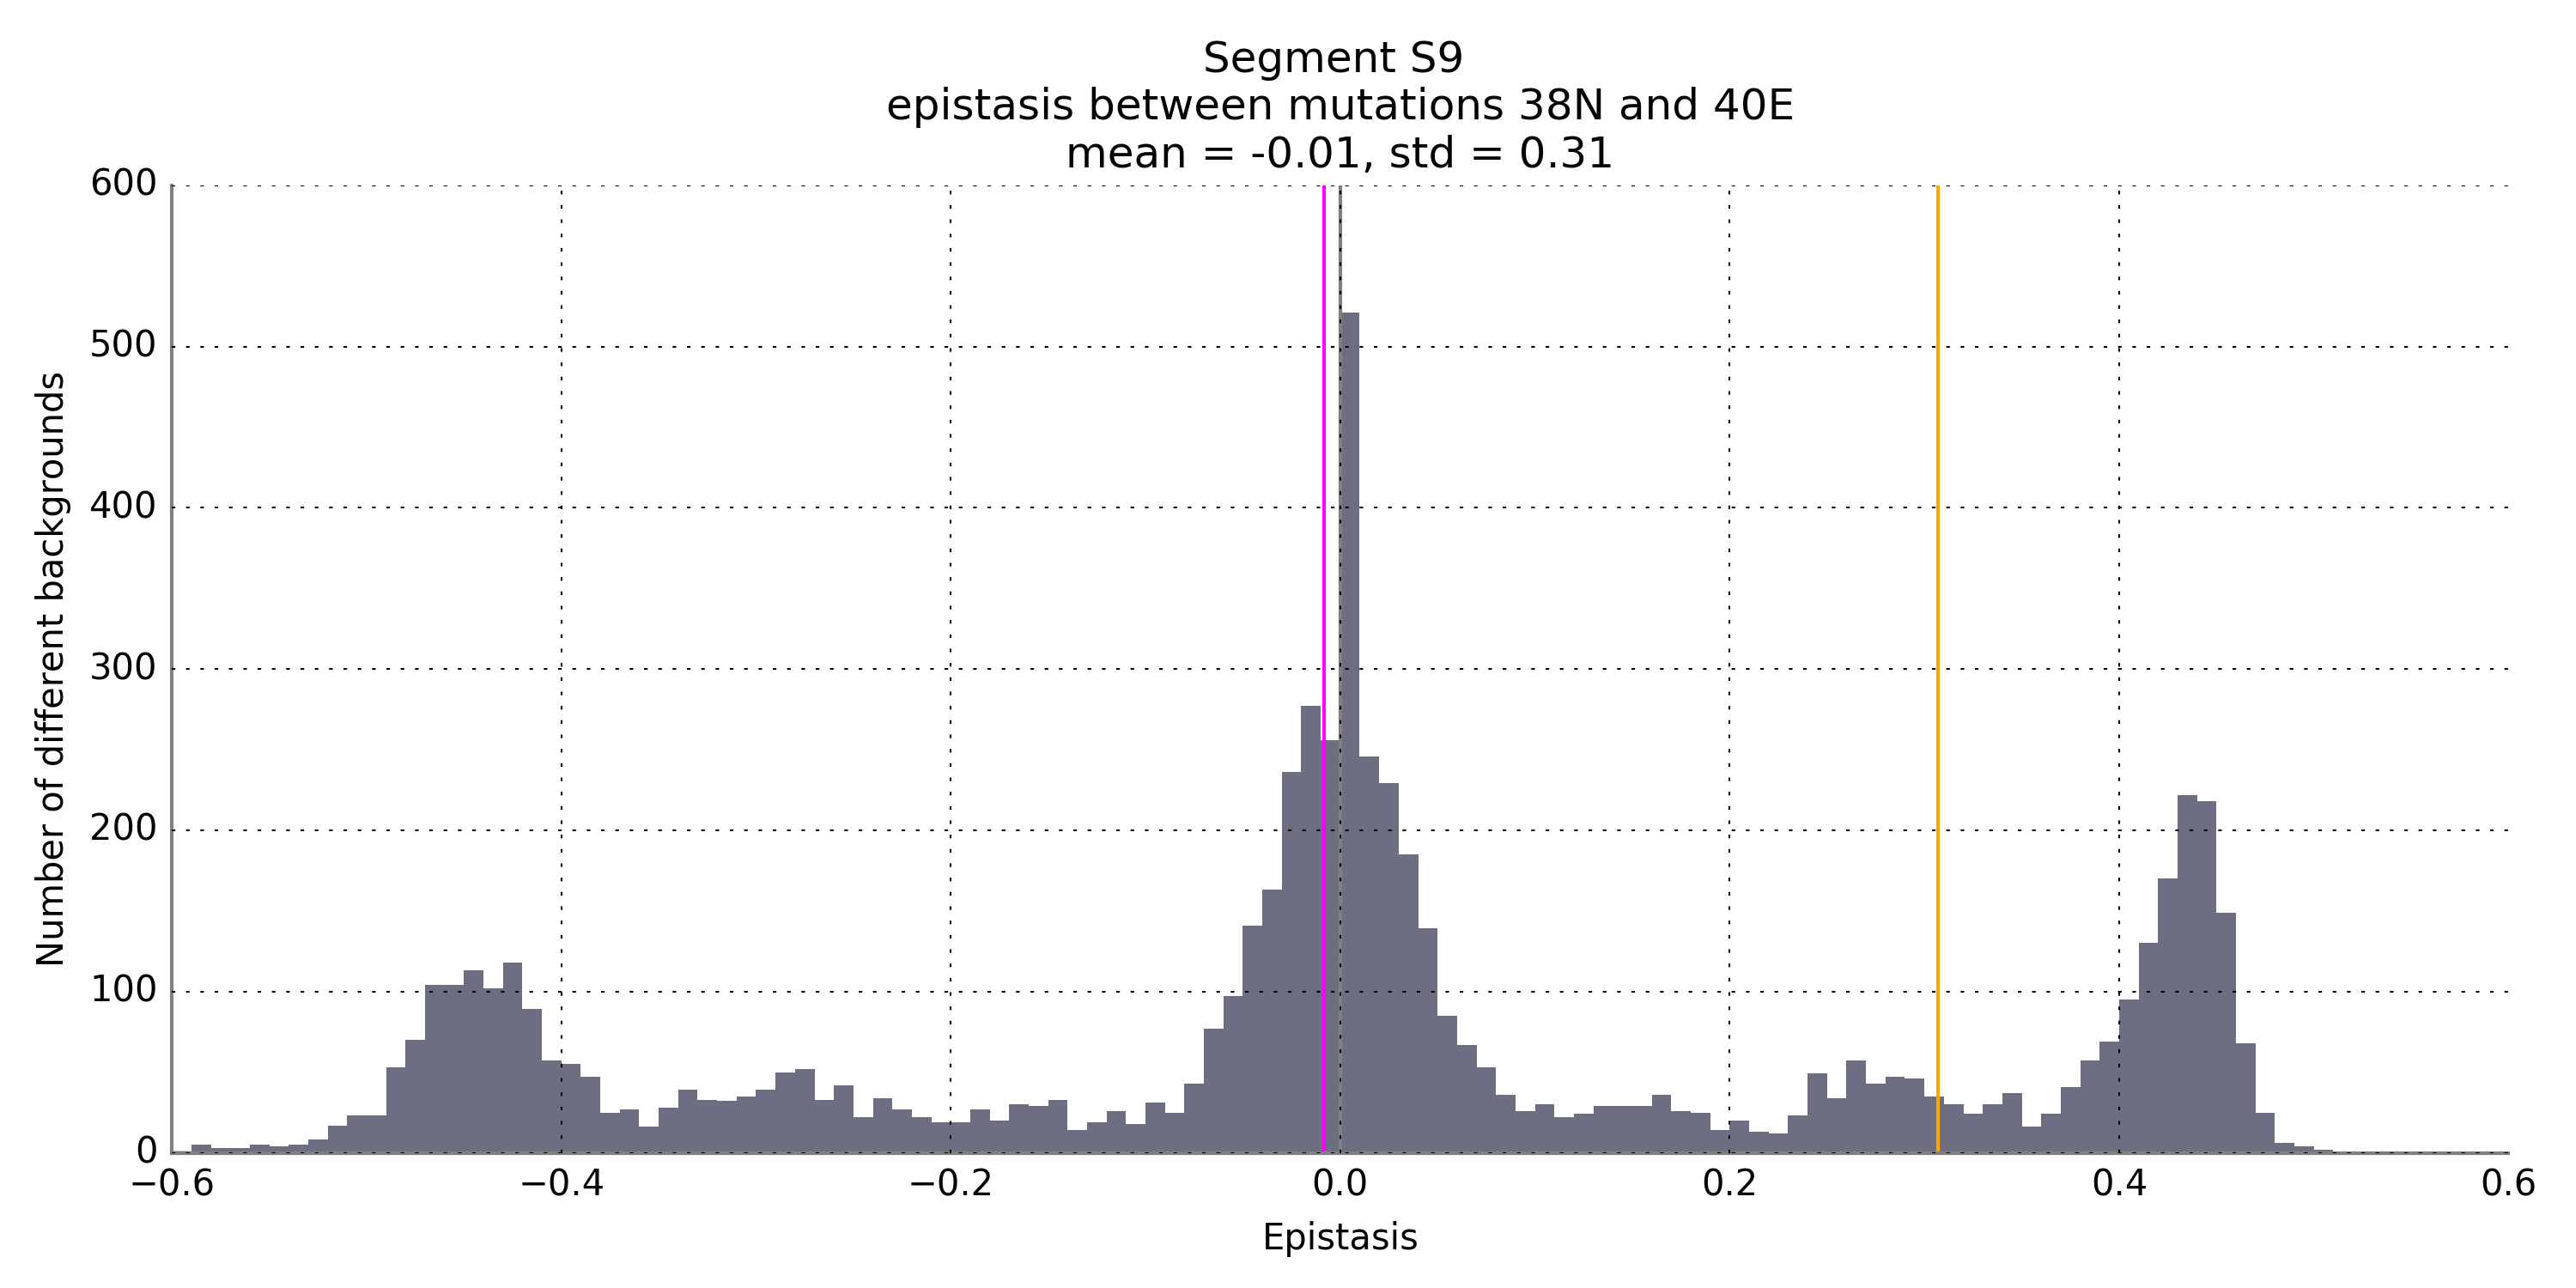 Segment S9
epistasis between mutations 38N and 40E
mean = -0.01, std = 0.31
Number of different backgrounds
600
500
400
300
200
100
0
−0.6
−0.4
−0.2
0.0
0.2
0.4
0.6
Epistasis